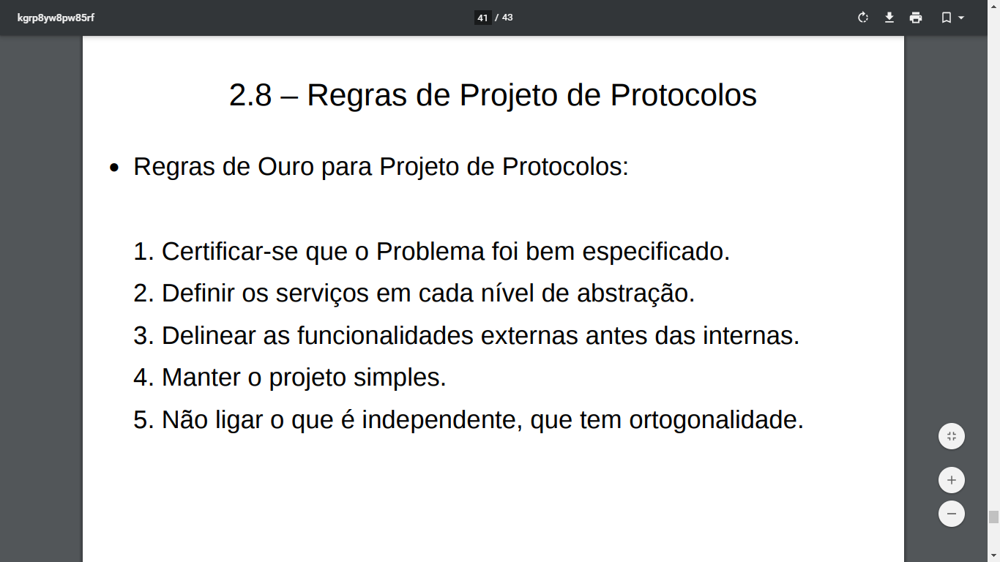 kgrp8yw8pw85rf
41 / 43
2.8 – Regras de Projeto de Protocolos
• Regras de Ouro para Projeto de Protocolos:
1. Certificar-se que o Problema foi bem especificado.
2. Definir os serviços em cada nível de abstração.
3. Delinear as funcionalidades externas antes das internas.
4. Manter o projeto simples.
5. Não ligar o que é independente, que tem ortogonalidade.